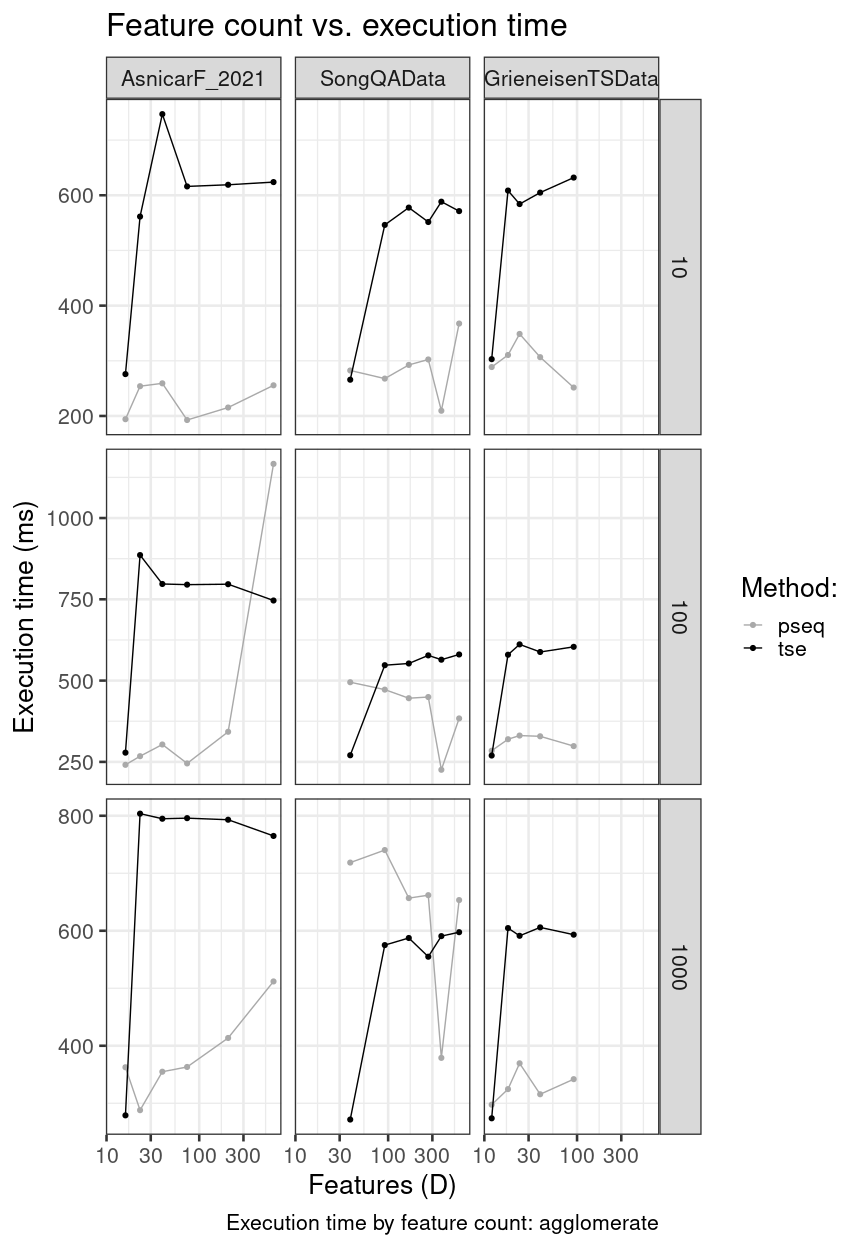 Feature count vs. execution time
AsnicarF_2021
SongQAData
GrieneisenTSData
600
400
200
10
1000
750
500
250
100
800
600
400
1000
10 30 100 300
10 30 100 300
10 30 100 300
Execution time (ms)
Features (D)
Method:
pseq
tse
Execution time by feature count: agglomerate